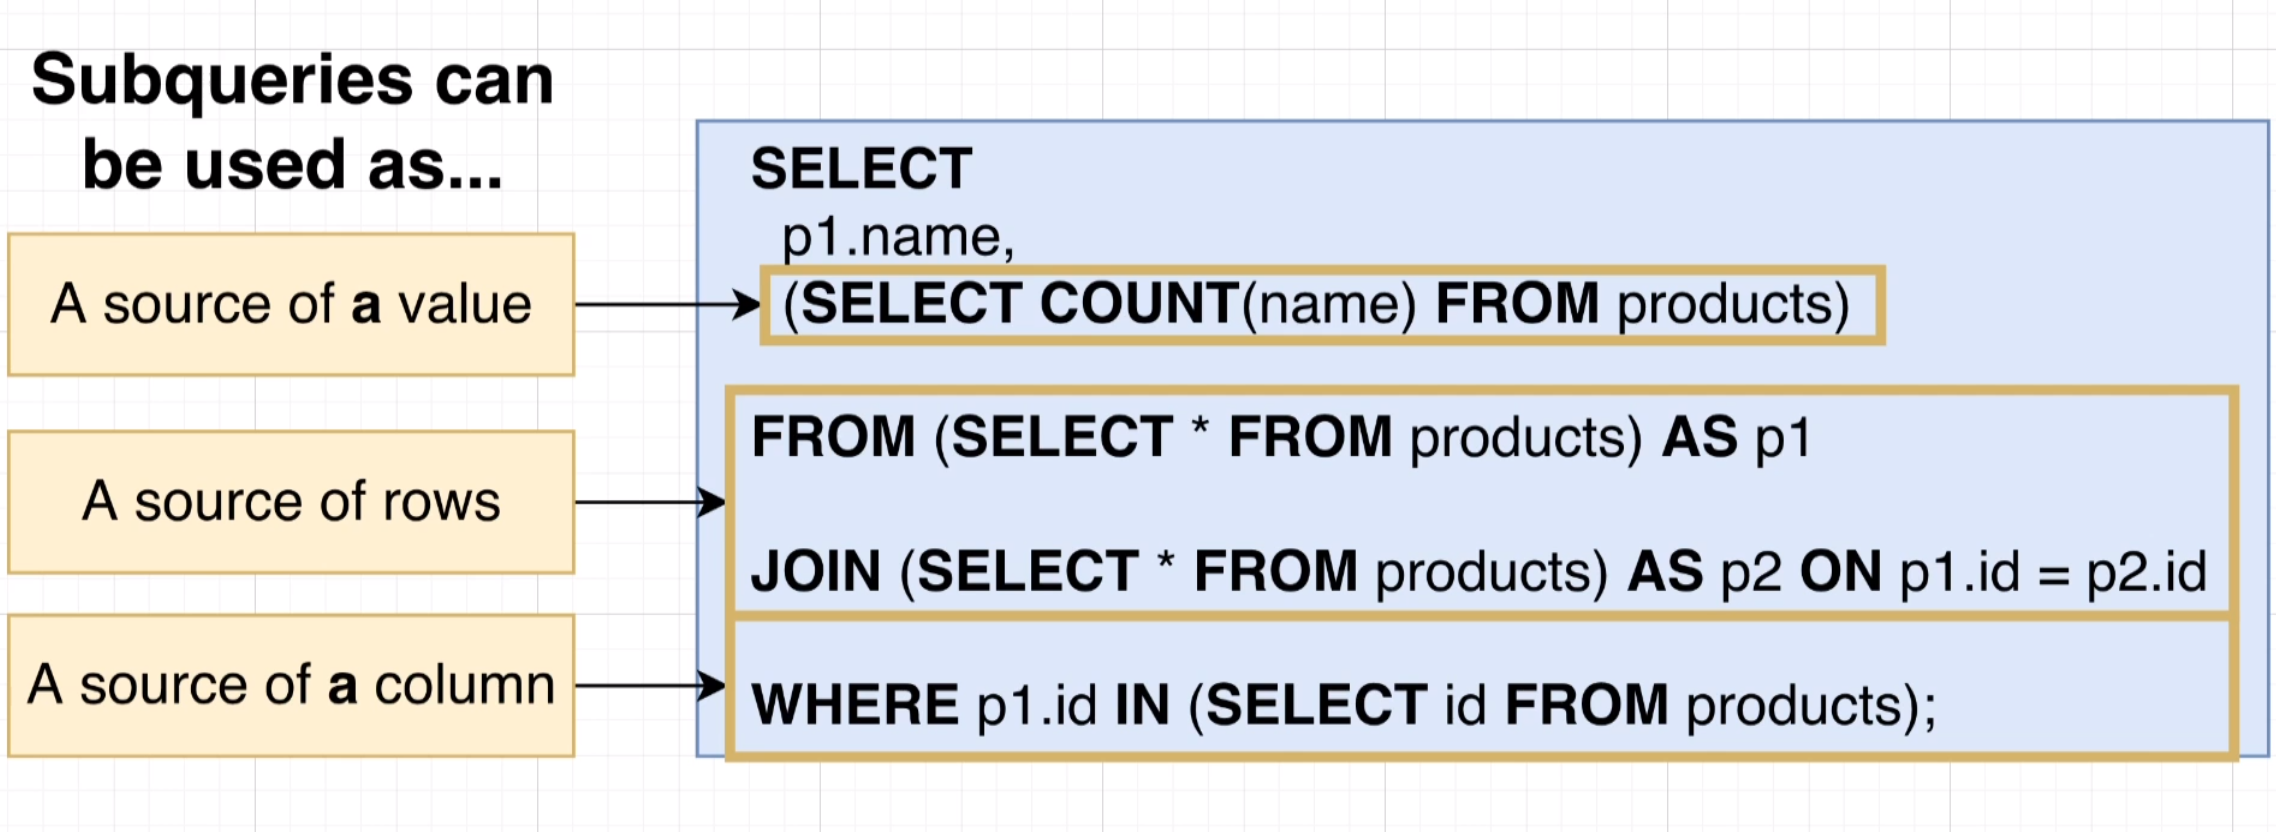 Subqueries can
be used as...
A source of a value
A source of rows
A source of a column
SELECT
p1.name,
(SELECT COUNT(name) FROM products)
FROM (SELECT * FROM products) AS p1
JOIN (SELECT * FROM products) AS p2 ON p1.id = p2.id
WHERE p1.id IN (SELECT id FROM products);